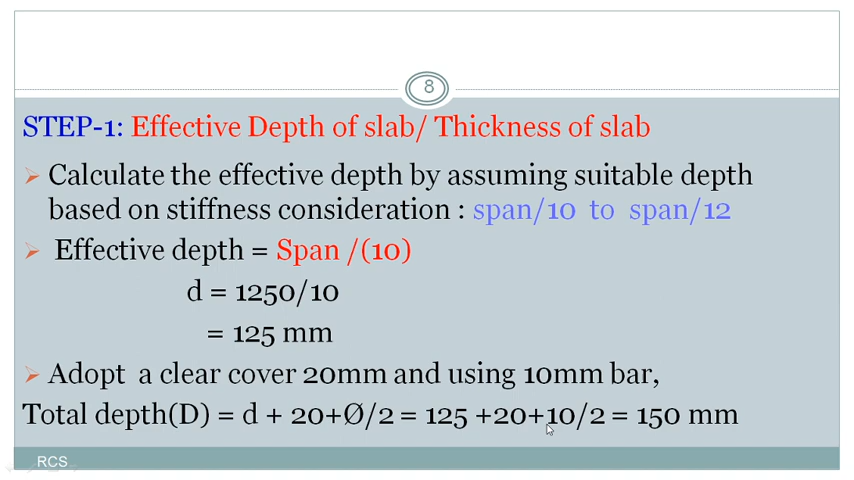 8
STEP-1: Effective Depth of slab/ Thickness of slab
Calculate the effective depth by assuming suitable depth
based on stiffness consideration : span/10 to span/12
Effective depth = Span /(10)
d = 1250/10
= 125 mm
Adopt a clear cover 20mm and using 10mm bar,
Total depth(D) = d + 20+Ø/2 = 125 +20+10/2 = 150 mm
RCS